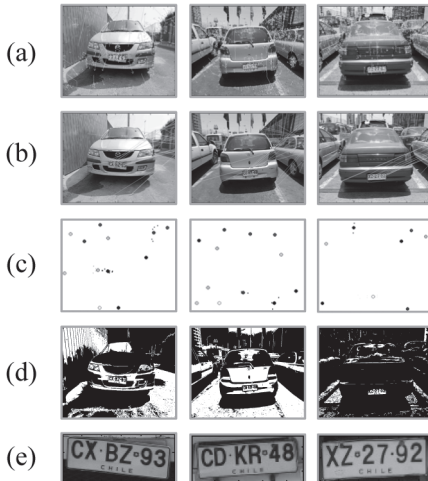 (a)
(b)
(c)
(d)
(e)
CX·BZ·93
CHILE
CD·KR·48
CHILE
XZ·27·92
CHILE